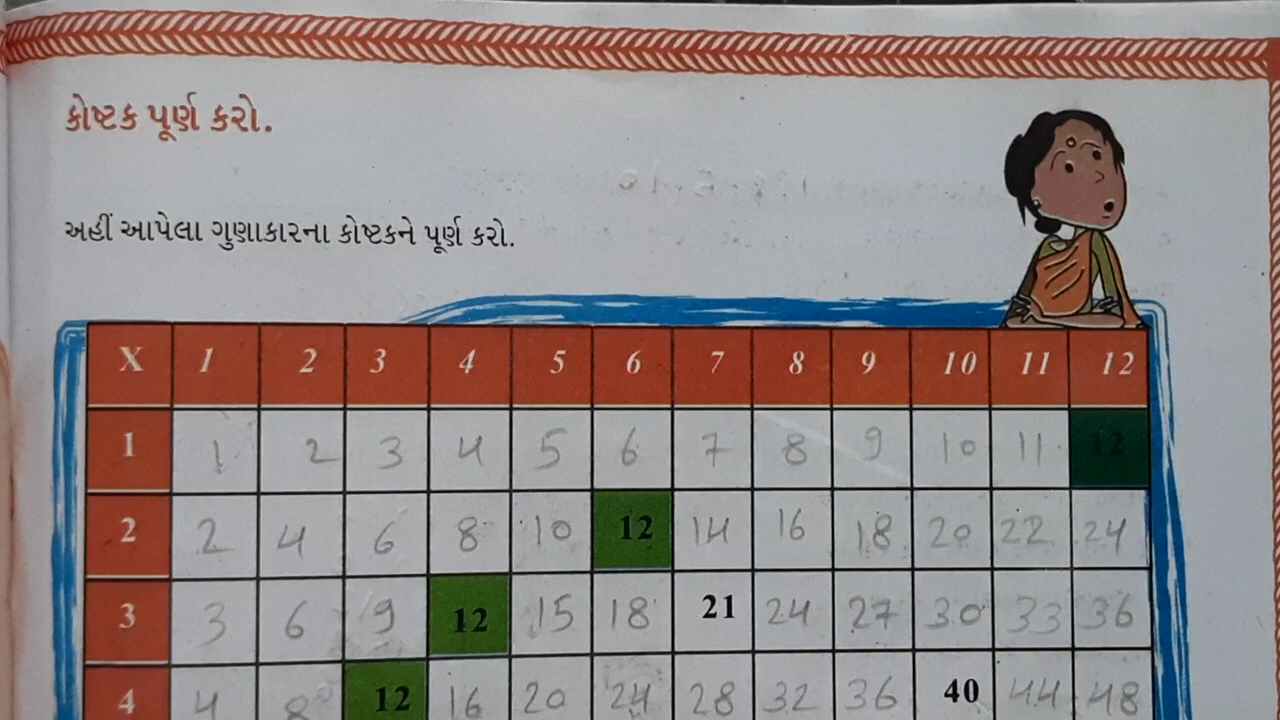 કોષ્ટક પૂર્ણ કરો.
અહીં આપેલા ગુણાકારના કોષ્ટકને પૂર્ણ કરો.
X 1 2 3 4 5 6 7 8 9 10 11 12
1 1 2 3 4 5 6 7 8 9 10 11 12
2 2 4 6 8 10 12 14 16 18 20 22 24
3 3 6 9 12 15 18 21 24 27 30 33 36
4 4 8 12 16 20 24 28 32 36 40 44 48